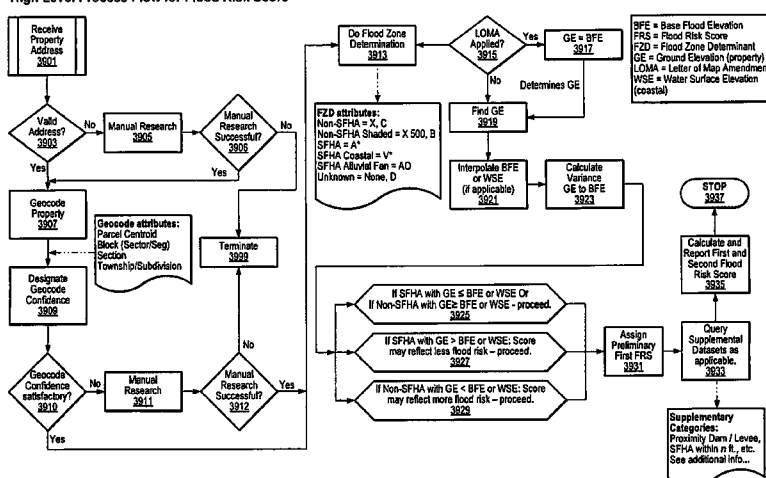 High Level Process Flow for Flood Risk Score
Receive
Property
Address
3901
Valid
Address?
3903
No
Yes
Manual Research
3905
Manual
Research
Successful?
3906
No
Yes
Geocode
Property
3907
Geocode attributes:
Parcel Centroid
Block (Sector/Seg)
Section
Township/Subdivision
Designate
Geocode
Confidence
3909
Terminate
3999
Geocode
Confidence
satisfactory?
3910
No
Yes
Manual
Research
3911
No
Manual
Research
Successful?
3912
Yes
Do Flood Zone
Determination
3913
LOMA
Applied?
3915
Yes
No
GE = BFE
3917
Determines GE
FZD attributes:
Non-SFHA = X, C
Non-SFHA Shaded = X 500, B
SFHA = A*
SFHA Coastal = V*
SFHA Alluvial Fan = AO
Unknown = None, D
Find GE
3919
Interpolate BFE
or WSE
(if applicable)
3921
Calculate
Variance
GE to BFE
3923
If SFHA with GE ≤ BFE or WSE Or
If Non-SFHA with GE≥ BFE or WSE - proceed.
3925
If SFHA with GE > BFE or WSE: Score
may reflect less flood risk – proceed.
3927
If Non-SFHA with GE < BFE or WSE: Score
may reflect more flood risk – proceed.
3929
Assign
Preliminary
First FRS
3931
Query
Supplemental
Datasets as
applicable.
3933
Calculate and
Report First and
Second Flood
Risk Score
3935
STOP
3937
Supplementary
Categories:
Proximity Dam / Levee,
SFHA within n ft., etc.
See additional info...
BFE = Base Flood Elevation
FRS = Flood Risk Score
FZD = Flood Zone Determinant
GE = Ground Elevation (property)
LOMA = Letter of Map Amendment
WSE = Water Surface Elevation
(coastal)